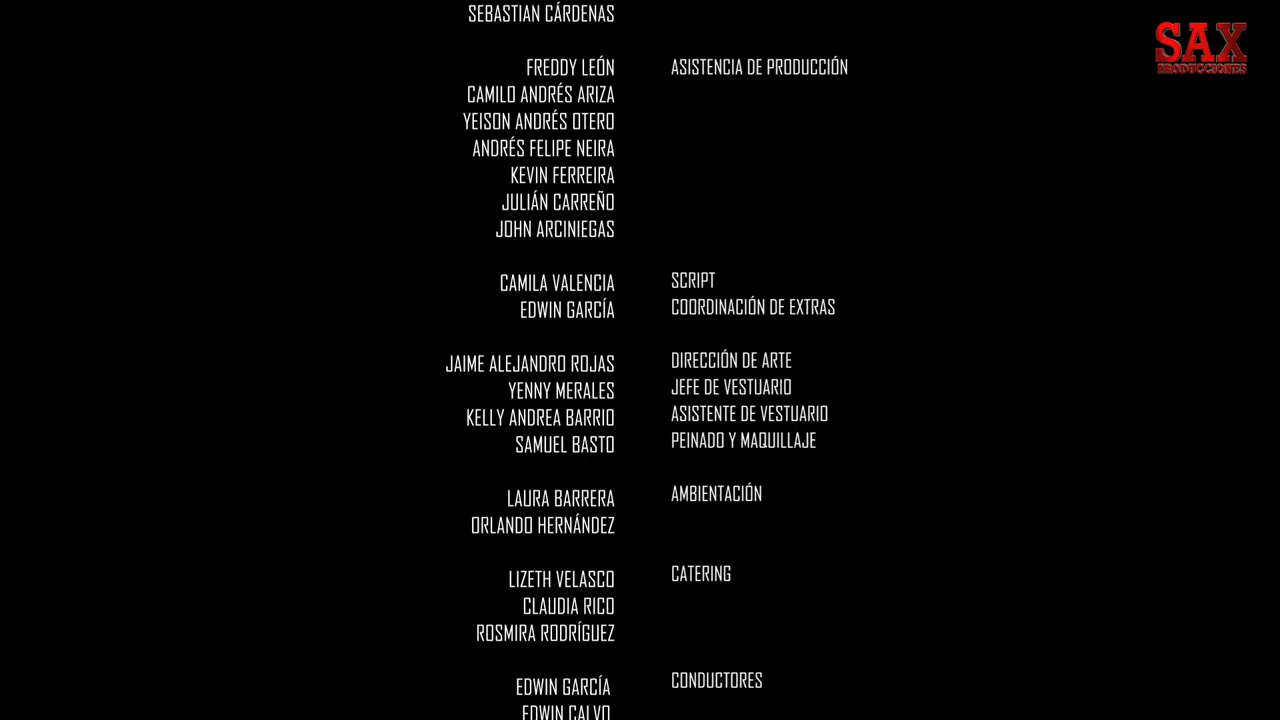 SEBASTIAN CÁRDENAS
SAX
PRODUCCIONES
FREDDY LEÓN ASISTENCIA DE PRODUCCIÓN
CAMILO ANDRÉS ARIZA
YEISON ANDRÉS OTERO
ANDRÉS FELIPE NEIRA
KEVIN FERREIRA
JULIÁN CARREÑO
JOHN ARCINIEGAS
CAMILA VALENCIA SCRIPT
EDWIN GARCÍA COORDINACIÓN DE EXTRAS
JAIME ALEJANDRO ROJAS DIRECCIÓN DE ARTE
YENNY MERALES JEFE DE VESTUARIO
KELLY ANDREA BARRIO ASISTENTE DE VESTUARIO
SAMUEL BASTO PEINADO Y MAQUILLAJE
LAURA BARRERA AMBIENTACIÓN
ORLANDO HERNÁNDEZ
LIZETH VELASCO CATERING
CLAUDIA RICO
ROSMIRA RODRÍGUEZ
EDWIN GARCÍA CONDUCTORES
EDWIN CALVO